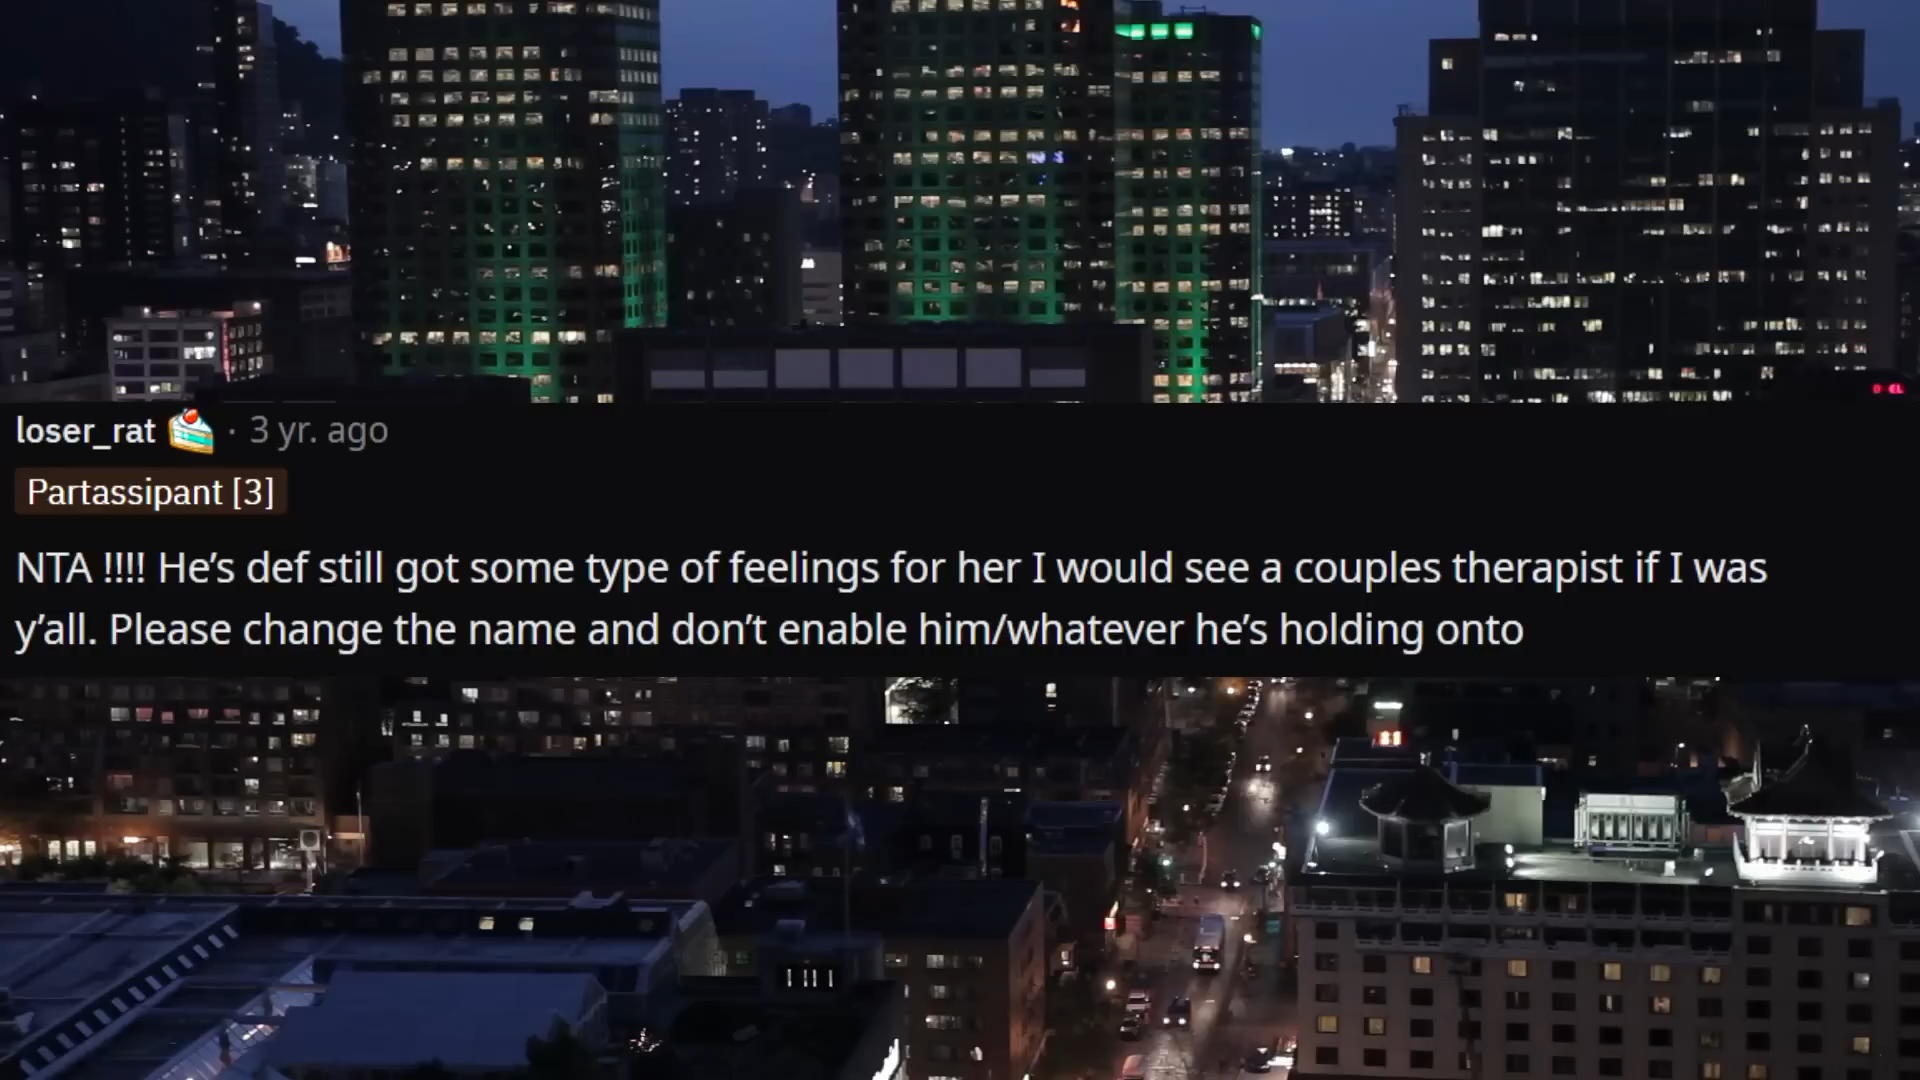 loser_rat · 3 yr. ago
Partassipant [3]
NTA !!!! He’s def still got some type of feelings for her I would see a couples therapist if I was
y’all. Please change the name and don’t enable him/whatever he’s holding onto